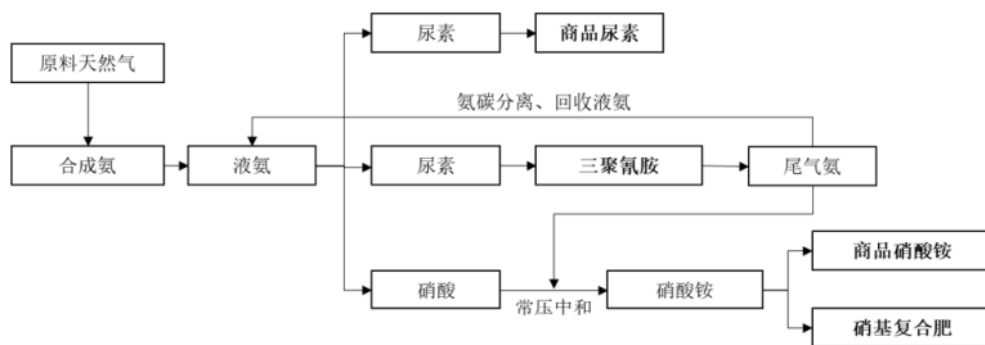 尿素
商品尿素
原料天然气
氨碳分离、回收液氨
合成氨
液氨
尿素
三聚氰胺
尾气氨
商品硝酸铵
硝酸
常压中和
硝酸铵
硝基复合肥